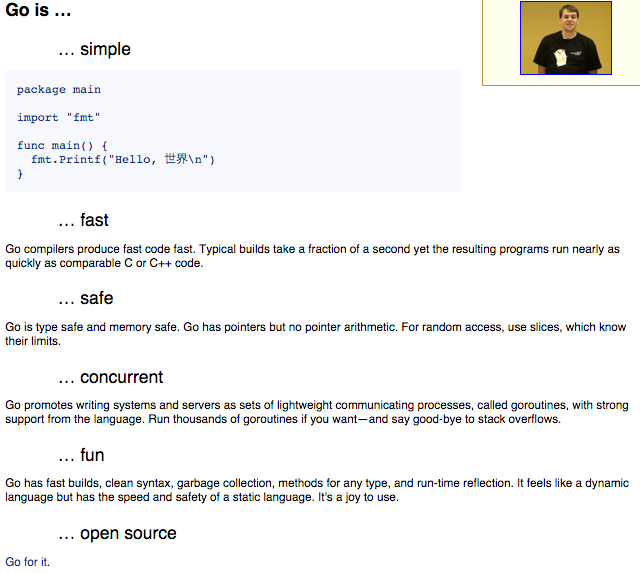 Go is …
… simple
package main
import "fmt"
func main() {
  fmt.Printf("Hello, 世界\n")
}
… fast
Go compilers produce fast code fast. Typical builds take a fraction of a second yet the resulting programs run nearly as
quickly as comparable C or C++ code.
… safe
Go is type safe and memory safe. Go has pointers but no pointer arithmetic. For random access, use slices, which know
their limits.
… concurrent
Go promotes writing systems and servers as sets of lightweight communicating processes, called goroutines, with strong
support from the language. Run thousands of goroutines if you want—and say good-bye to stack overflows.
… fun
Go has fast builds, clean syntax, garbage collection, methods for any type, and run-time reflection. It feels like a dynamic
language but has the speed and safety of a static language. It's a joy to use.
… open source
Go for it.